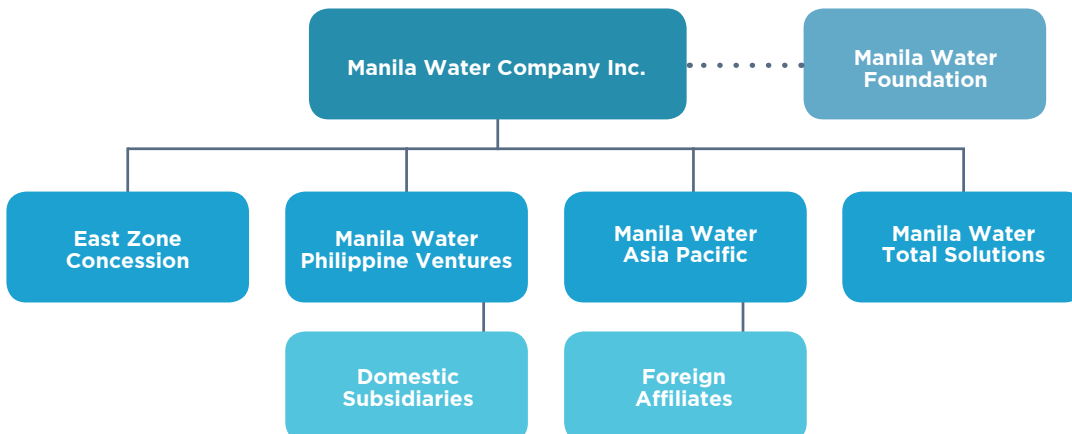 Manila Water Company Inc.
Manila Water
Foundation
East Zone
Concession
Manila Water
Philippine Ventures
Manila Water
Asia Pacific
Manila Water
Total Solutions
Domestic
Subsidiaries
Foreign
Affiliates